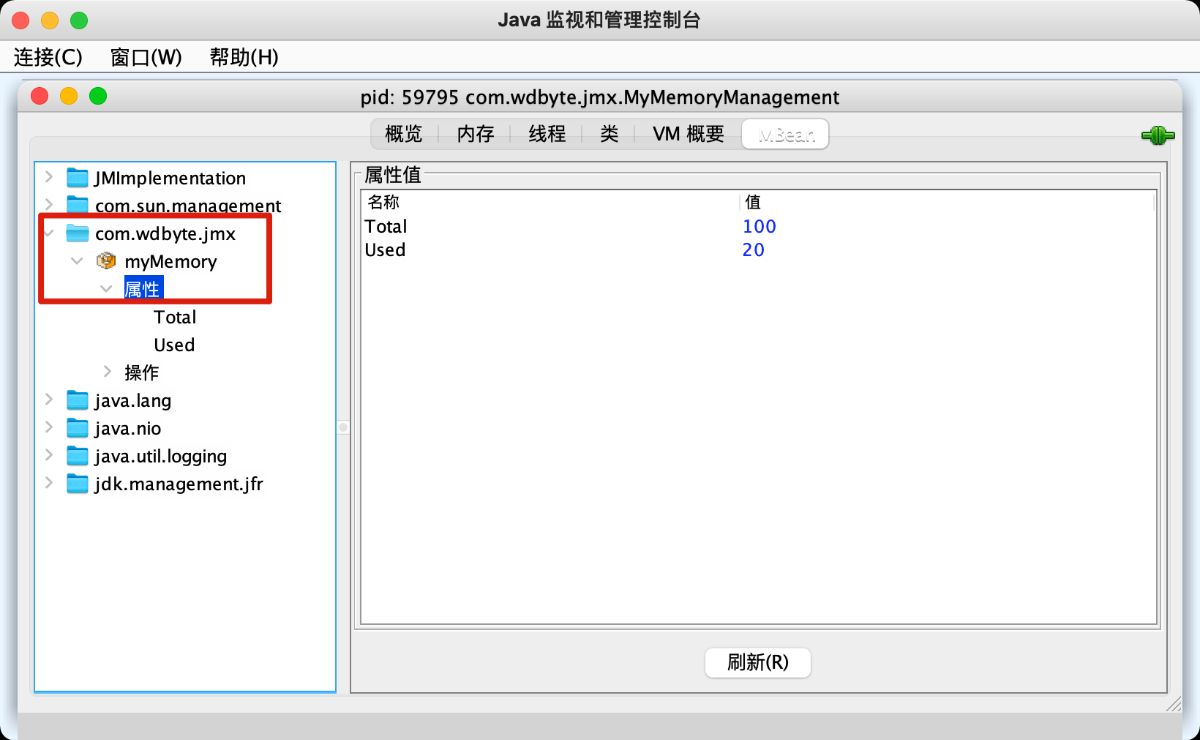 Java 监视和管理控制台
连接(C) 窗口(W) 帮助(H)
pid: 59795 com.wdbyte.jmx.MyMemoryManagement
概览 内存 线程 类 VM 概要 MBean
JMImplementation
com.sun.management
com.wdbyte.jmx
myMemory
属性
Total
Used
操作
java.lang
java.nio
java.util.logging
jdk.management.jfr
属性值
名称 值
Total 100
Used 20
刷新(R)